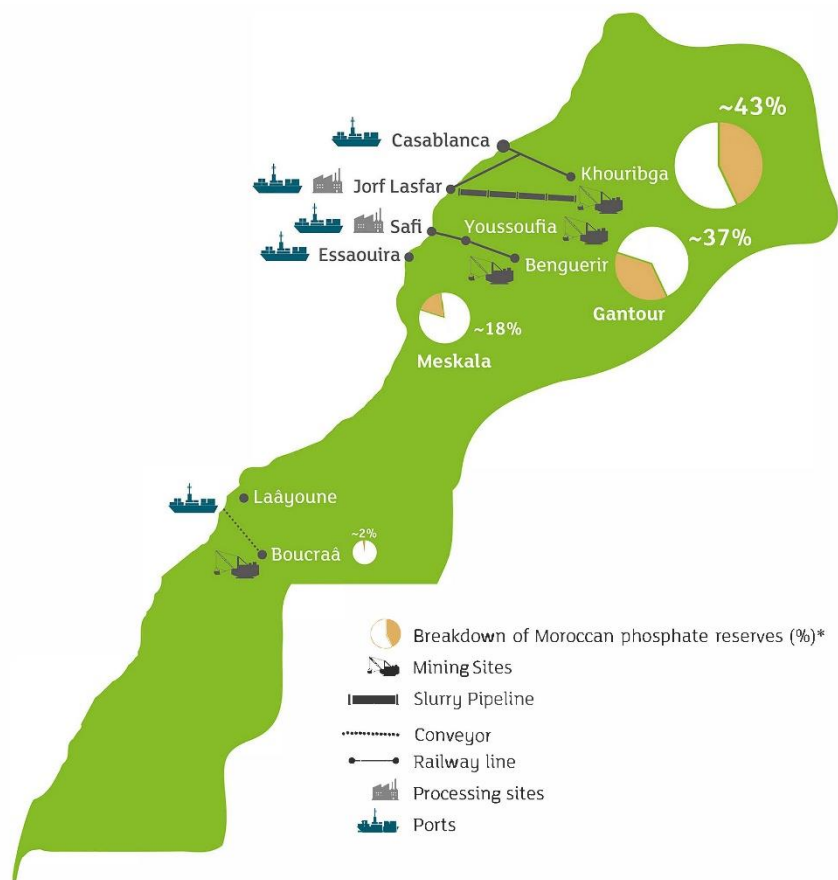 ~43%
Casablanca
Khouribga
Jorf Lasfar
Safi
Youssoufia
~37%
Essaouira
Benguerir
Gantour
~18%
Meskala
Laâyoune
~2%
Boucraâ
Breakdown of Moroccan phosphate reserves (%)*
Mining Sites
Slurry Pipeline
Conveyor
Railway line
Processing sites
Ports